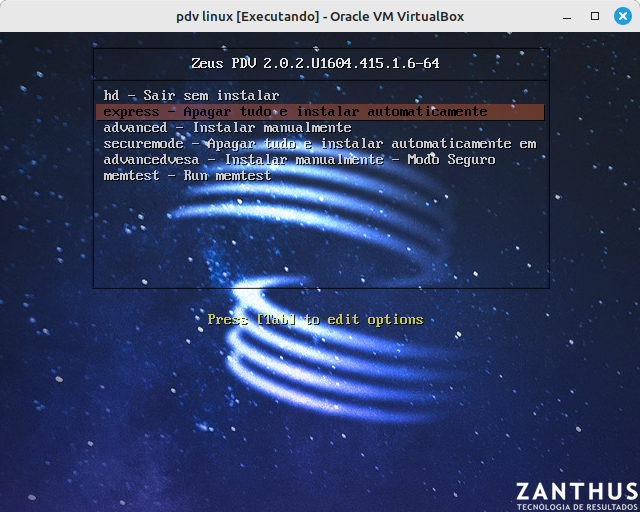 pdv linux [Executando] - Oracle VM VirtualBox
Zeus PDV 2.0.2.U1604.415.1.6-64
hd - Sair sem instalar
express - Apagar tudo e instalar automaticamente
advanced - Instalar manualmente
securemode - Apagar tudo e instalar automaticamente em
advancedvesa - Instalar manualmente - Modo Seguro
memtest - Run memtest
Press [Tab] to edit options
ZANTHUS
TECNOLOGIA DE RESULTADOS